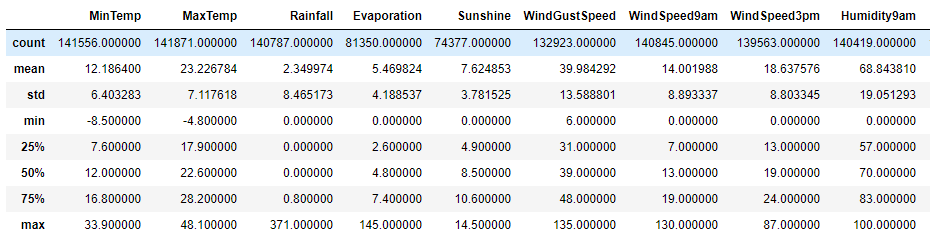 MinTemp MaxTemp Rainfall Evaporation Sunshine WindGustSpeed WindSpeed9am WindSpeed3pm Humidity9am
count 141556.000000 141871.000000 140787.000000 81350.000000 74377.000000 132923.000000 140845.000000 139563.000000 140419.000000
mean 12.186400 23.226784 2.349974 5.469824 7.624853 39.984292 14.001988 18.637576 68.843810
std 6.403283 7.117618 8.465173 4.188537 3.781525 13.588801 8.893337 8.803345 19.051293
min -8.500000 -4.800000 0.000000 0.000000 0.000000 6.000000 0.000000 0.000000 0.000000
25% 7.600000 17.900000 0.000000 2.600000 4.900000 31.000000 7.000000 13.000000 57.000000
50% 12.000000 22.600000 0.000000 4.800000 8.500000 39.000000 13.000000 19.000000 70.000000
75% 16.800000 28.200000 0.800000 7.400000 10.600000 48.000000 19.000000 24.000000 83.000000
max 33.900000 48.100000 371.000000 145.000000 14.500000 135.000000 130.000000 87.000000 100.000000